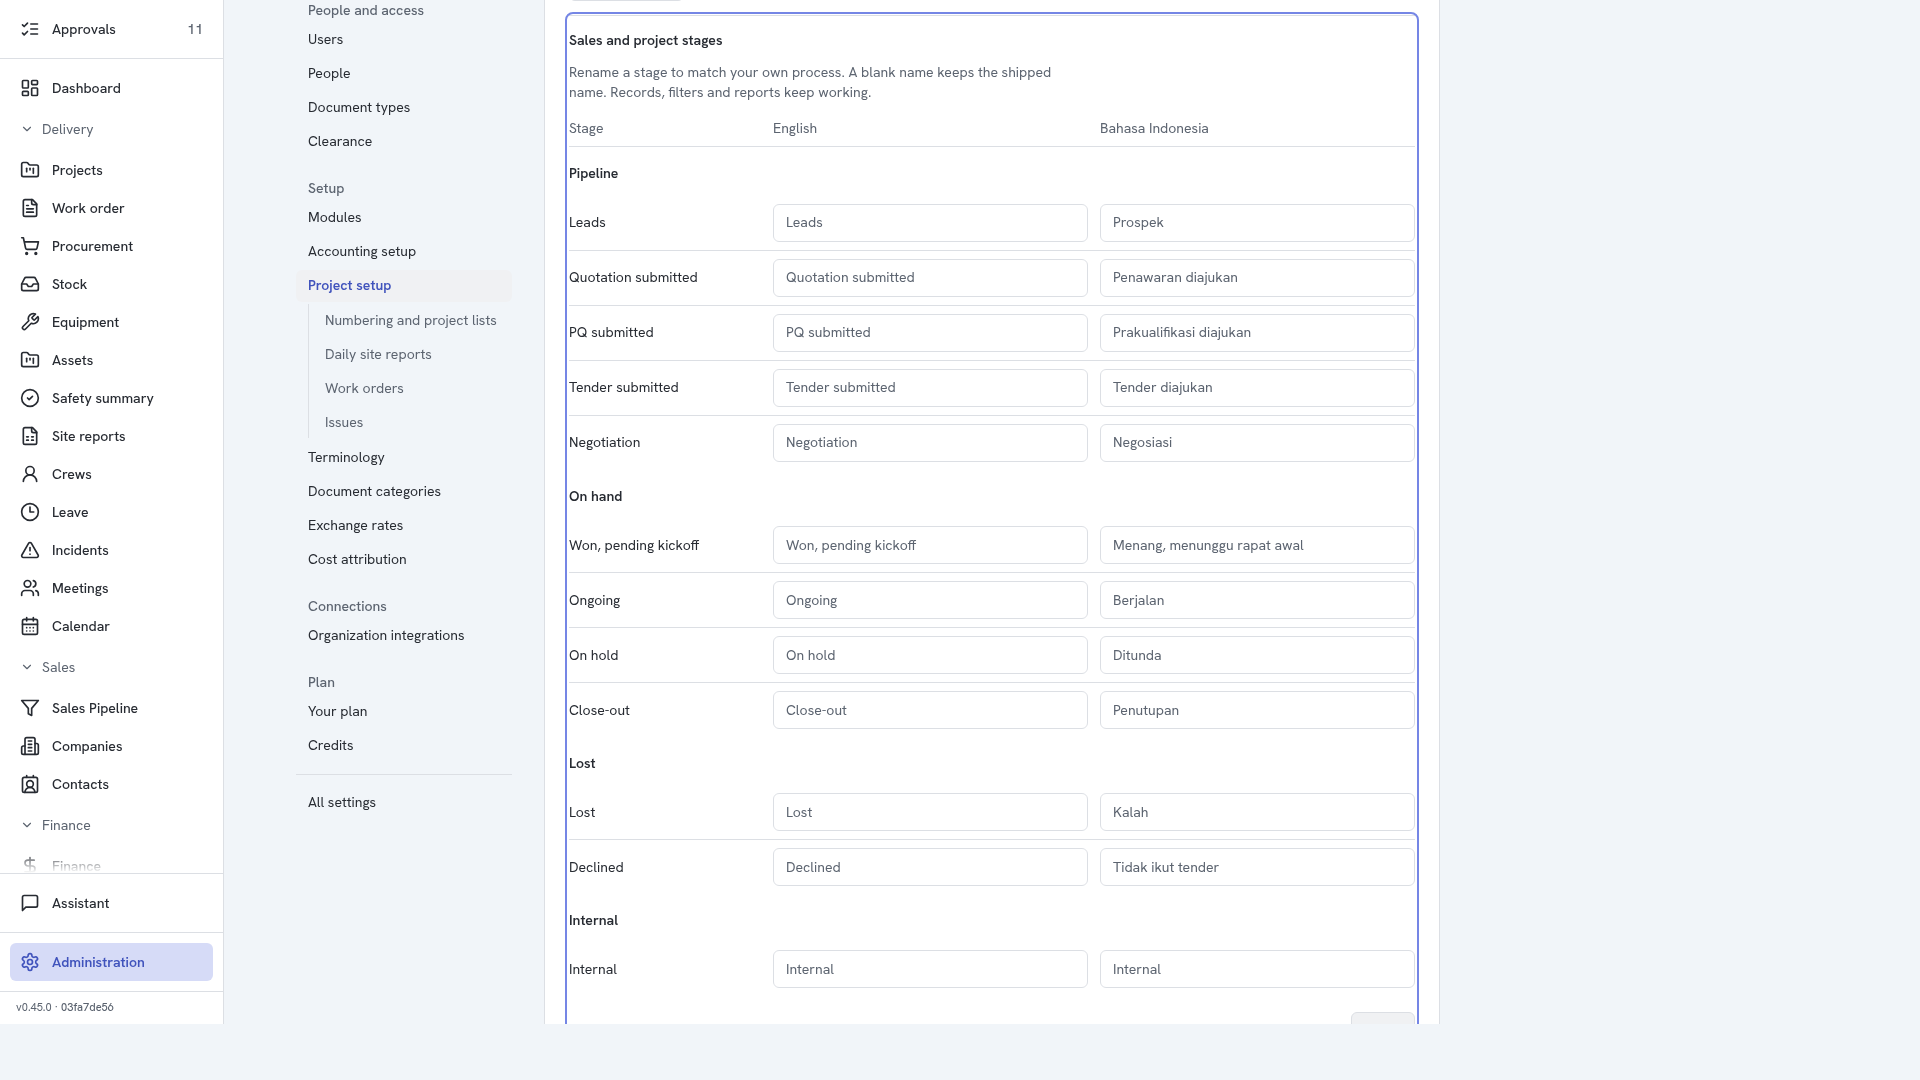 Approvals 11
Dashboard
Delivery
Projects
Work order
Procurement
Stock
Equipment
Assets
Safety summary
Site reports
Crews
Leave
Incidents
Meetings
Calendar
Sales
Sales Pipeline
Companies
Contacts
Finance
Finance
Assistant
Administration
v0.45.0 · 03fa7de56
People and access
Users
People
Document types
Clearance
Setup
Modules
Accounting setup
Project setup
Numbering and project lists
Daily site reports
Work orders
Issues
Terminology
Document categories
Exchange rates
Cost attribution
Connections
Organization integrations
Plan
Your plan
Credits
All settings
Sales and project stages
Rename a stage to match your own process. A blank name keeps the shipped
name. Records, filters and reports keep working.
Stage English Bahasa Indonesia
Pipeline
Leads Leads Prospek
Quotation submitted Quotation submitted Penawaran diajukan
PQ submitted PQ submitted Prakualifikasi diajukan
Tender submitted Tender submitted Tender diajukan
Negotiation Negotiation Negosiasi
On hand
Won, pending kickoff Won, pending kickoff Menang, menunggu rapat awal
Ongoing Ongoing Berjalan
On hold On hold Ditunda
Close-out Close-out Penutupan
Lost
Lost Lost Kalah
Declined Declined Tidak ikut tender
Internal
Internal Internal Internal